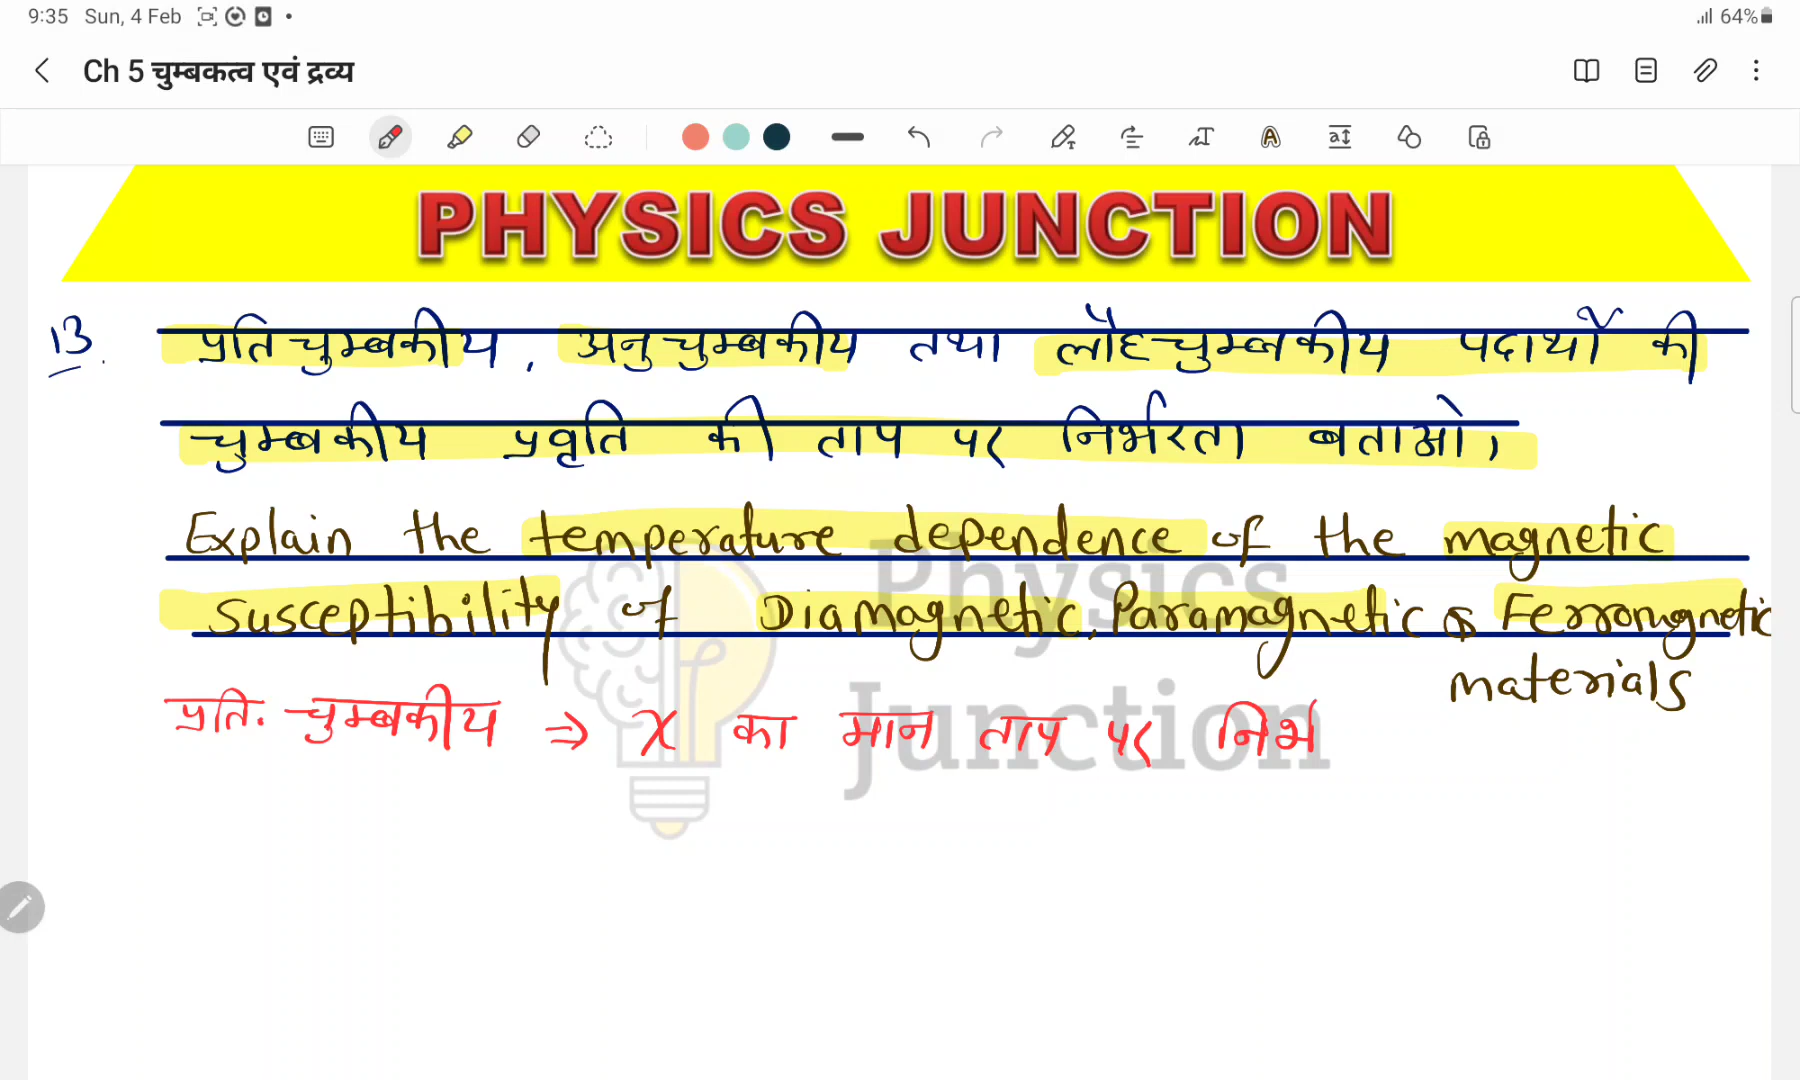 9:35 Sun, 4 Feb
64%
Ch 5 चुम्बकत्व एवं द्रव्य
PHYSICS JUNCTION
13. प्रतिचुम्बकीय, अनुचुम्बकीय तथा लौहचुम्बकीय पदार्थों की
चुम्बकीय प्रवृति की ताप पर निर्भरता बताओ।
Explain the temperature dependence of the magnetic
susceptibility of Diamagnetic, Paramagnetic & Ferromgnetic
materials
प्रति. चुम्बकीय ⇒ χ का मान ताप पर निर्भ
Physics
Junction